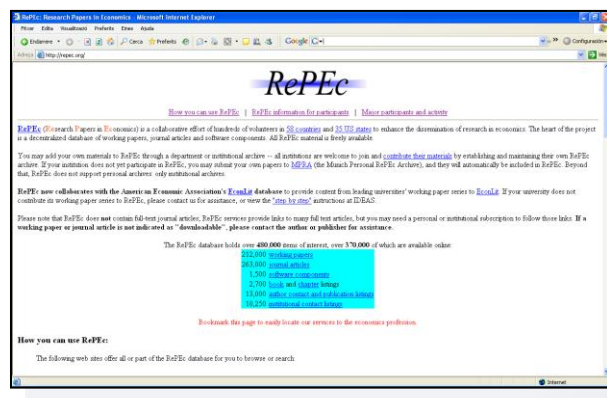 RePEc: Research Papers in Economics - Microsoft Internet Explorer
Fitxer Edita Visualització Preferits Eines Ajuda
Endarrere Cerca Preferits Google Configuración
Adreça http://repec.org/
RePEc
How you can use RePEc | RePEc information for participants | Major participants and activity
RePEc (Research Papers in Economics) is a collaborative effort of hundreds of volunteers in 58 countries and 35 US states to enhance the dissemination of research in economics. The heart of the project
is a decentralized database of working papers, journal articles and software components. All RePEc material is freely available.
You may add your own materials to RePEc through a department or institutional archive -- all institutions are welcome to join and contribute their materials by establishing and maintaining their own RePEc
archive. If your institution does not yet participate in RePEc, you may submit your own papers to MPRA (the Munich Personal RePEc Archive), and they will automatically be included in RePEc. Beyond
that, RePEc does not support personal archives: only institutional archives.
RePEc now collaborates with the American Economic Association's EconLit database to provide content from leading universities' working paper series to EconLit. If your university does not
contribute its working paper series to RePEc, please contact us for assistance, or view the "step by step" instructions at IDEAS.
Please note that RePEc does not contain full-text journal articles; RePEc services provide links to many full text articles, but you may need a personal or institutional subscription to follow those links. If a
working paper or journal article is not indicated as "downloadable", please contact the author or publisher for assistance.
The RePEc database holds over 480,000 items of interest, over 370,000 of which are available online:
212,000 working papers
263,000 journal articles
1,500 software components
2,700 book and chapter listings
13,000 author contact and publication listings
10,250 institutional contact listings
Bookmark this page to easily locate our services to the economics profession.
How you can use RePEc:
The following web sites offer all or part of the RePEc database for you to browse or search
Internet